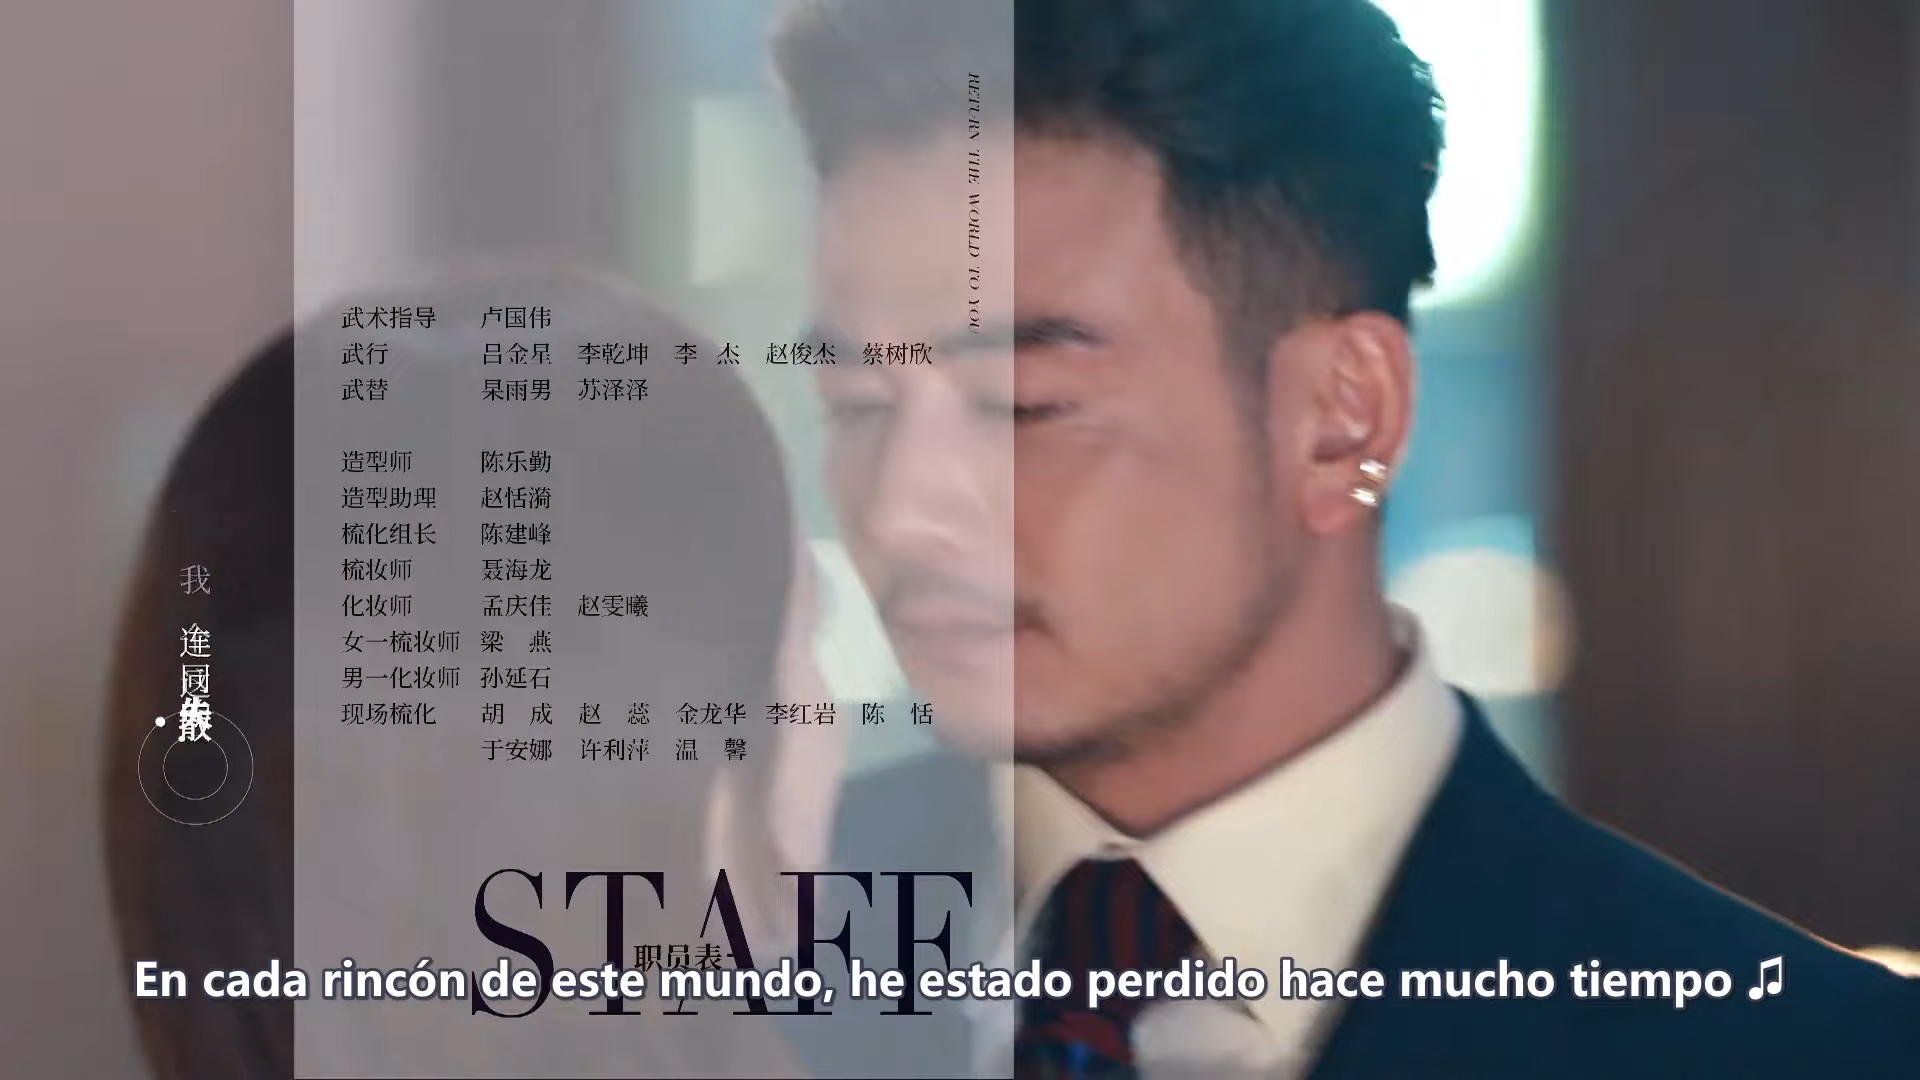 RETURN THE WORLD TO YOU
武术指导 卢国伟
武行 吕金星 李乾坤 李 杰 赵俊杰 蔡树欣
武替 杲雨男 苏泽泽
造型师 陈乐勤
造型助理 赵恬漪
梳化组长 陈建峰
梳妆师 聂海龙
化妆师 孟庆佳 赵雯曦
女一梳妆师 梁 燕
男一化妆师 孙延石
现场梳化 胡 成 赵 蕊 金龙华 李红岩 陈 恬
于安娜 许利萍 温 馨
我 连同
散
STAFF
职员表
En cada rincón de este mundo, he estado perdido hace mucho tiempo ♫